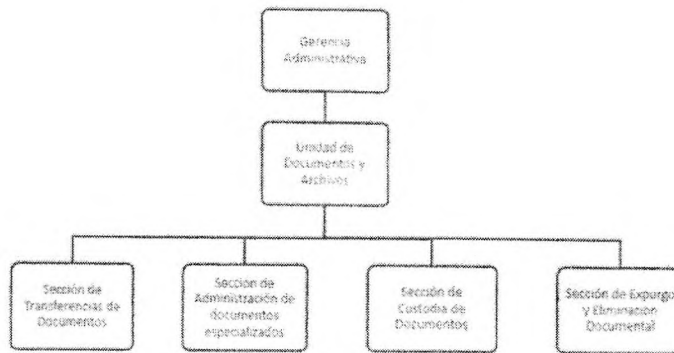 Gerencia
Administrativa
Unidad de
Documentos y
Archivos
Sección de
Transferencias de
Documentos
Sección de
Administración de
documentos
especializados
Sección de
Custodia de
Documentos
Sección de Expurgo
y Eliminación
Documental